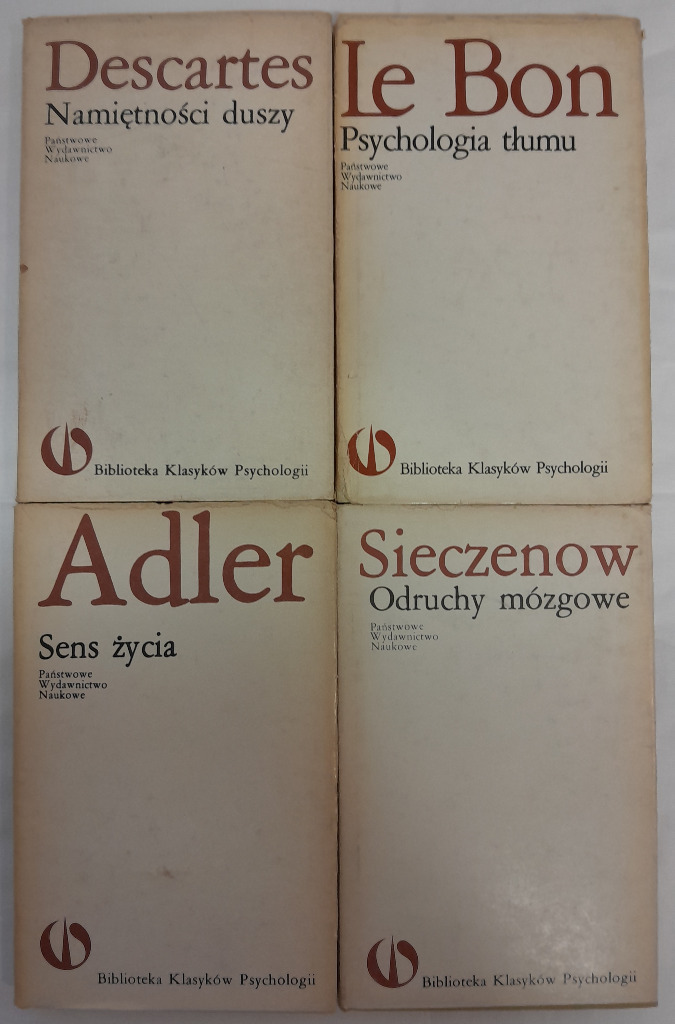 Descartes
Namiętności duszy
Państwowe
Wydawnictwo
Naukowe
Biblioteka Klasyków Psychologii
Le Bon
Psychologia tłumu
Państwowe
Wydawnictwo
Naukowe
Biblioteka Klasyków Psychologii
Adler
Sens życia
Państwowe
Wydawnictwo
Naukowe
Biblioteka Klasyków Psychologii
Sieczenow
Odruchy mózgowe
Państwowe
Wydawnictwo
Naukowe
Biblioteka Klasyków Psychologii